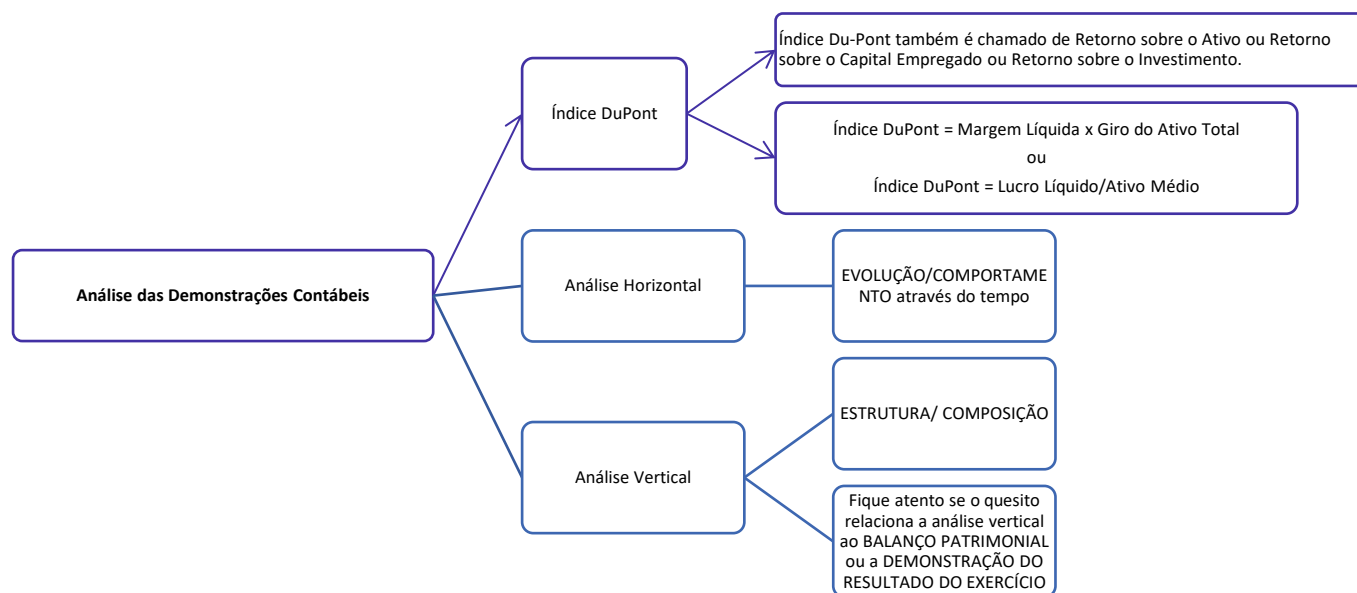 Análise das Demonstrações Contábeis
Índice DuPont
Índice Du-Pont também é chamado de Retorno sobre o Ativo ou Retorno
sobre o Capital Empregado ou Retorno sobre o Investimento.
Índice DuPont = Margem Líquida x Giro do Ativo Total
ou
Índice DuPont = Lucro Líquido/Ativo Médio
Análise Horizontal
EVOLUÇÃO/COMPORTAME
NTO através do tempo
Análise Vertical
ESTRUTURA/ COMPOSIÇÃO
Fique atento se o quesito
relaciona a análise vertical
ao BALANÇO PATRIMONIAL
ou a DEMONSTRAÇÃO DO
RESULTADO DO EXERCÍCIO